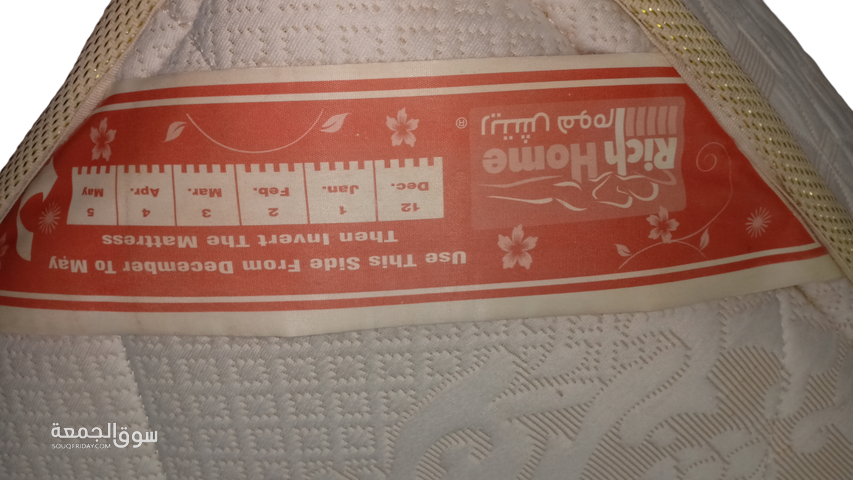 Use This Side From December To May
Then Invert The Mattress
12 1 2 3 4 5
Dec. Jan. Feb. Mar. Apr. May
Rich Home
ريتش هوم
®
سوق الجمعة
SOUQFRIDAY.COM